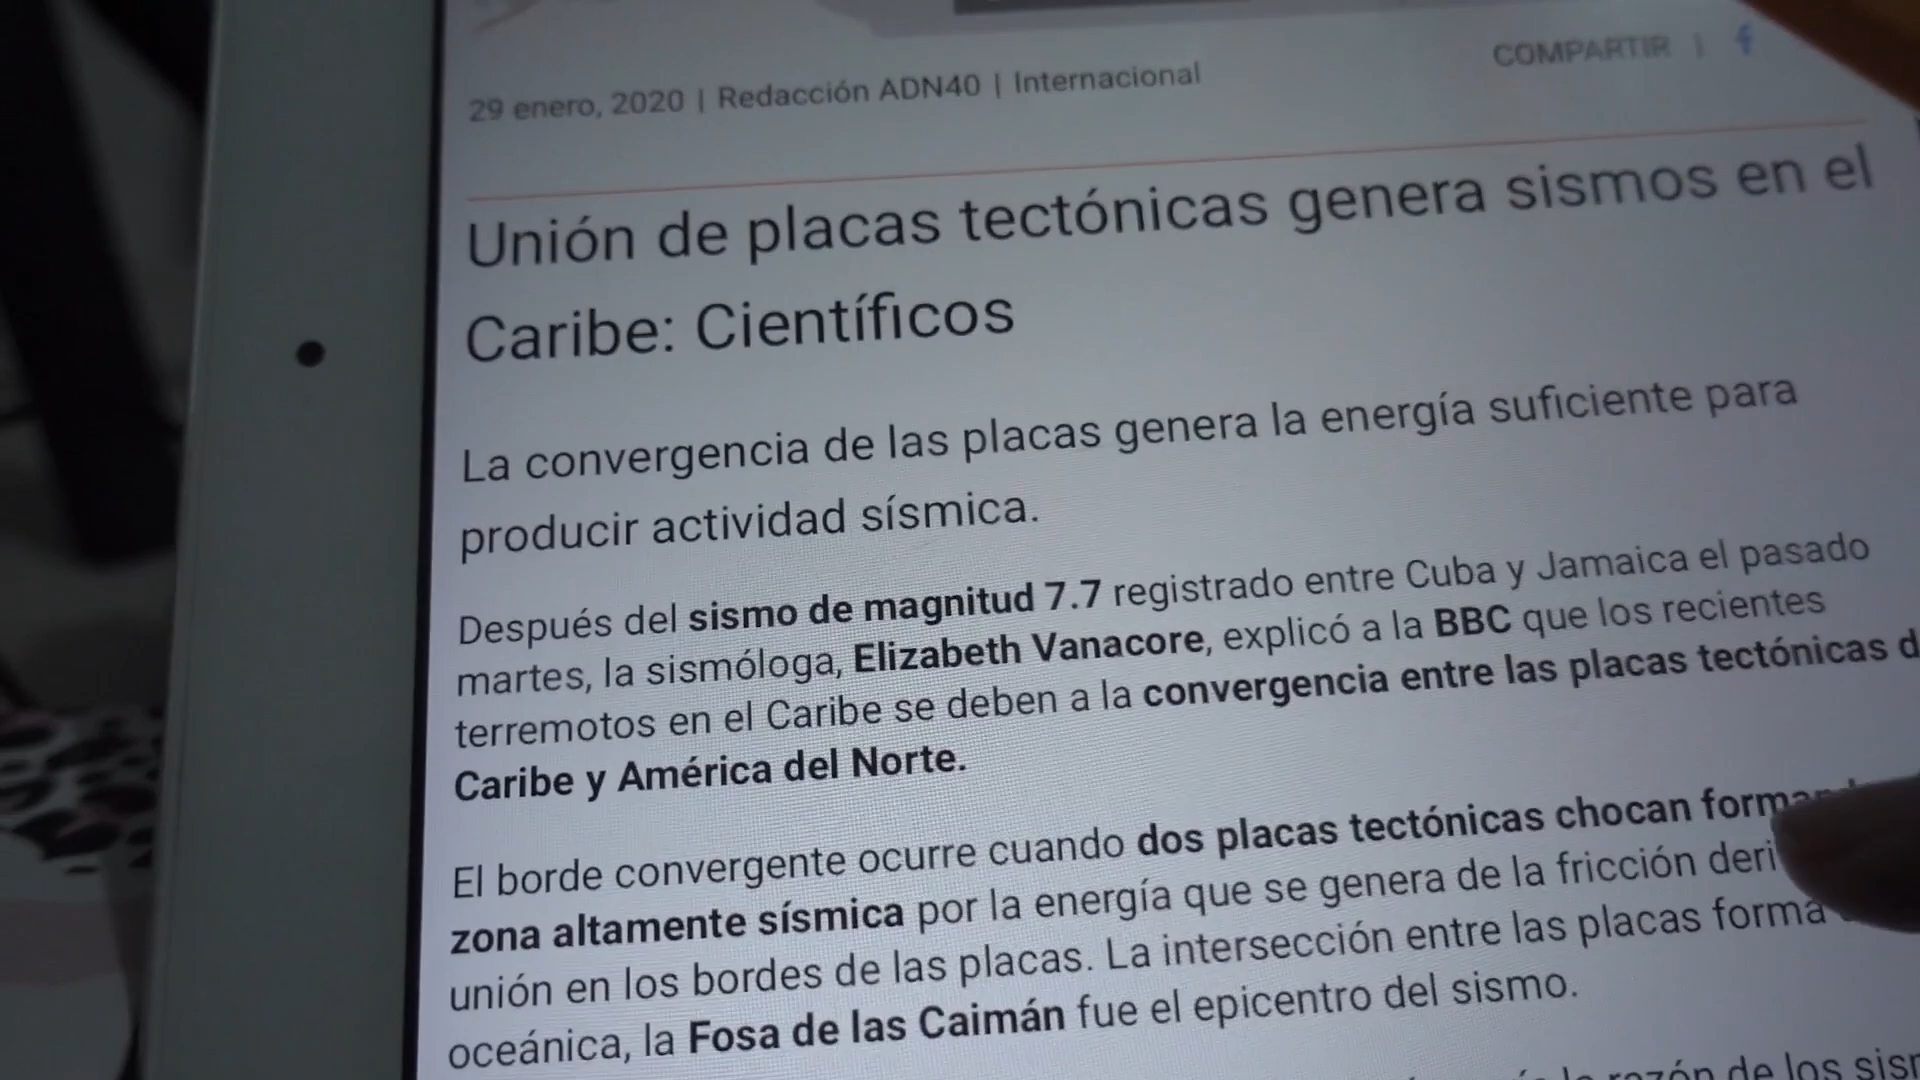 29 enero, 2020 | Redacción ADN40 | Internacional
COMPARTIR |
Unión de placas tectónicas genera sismos en el
Caribe: Científicos
La convergencia de las placas genera la energía suficiente para
producir actividad sísmica.
Después del sismo de magnitud 7.7 registrado entre Cuba y Jamaica el pasado
martes, la sismóloga, Elizabeth Vanacore, explicó a la BBC que los recientes
terremotos en el Caribe se deben a la convergencia entre las placas tectónicas
Caribe y América del Norte.
El borde convergente ocurre cuando dos placas tectónicas chocan
zona altamente sísmica por la energía que se genera de la fricción
unión en los bordes de las placas. La intersección entre las placas forma
oceánica, la Fosa de las Caimán fue el epicentro del sismo.
razón de los